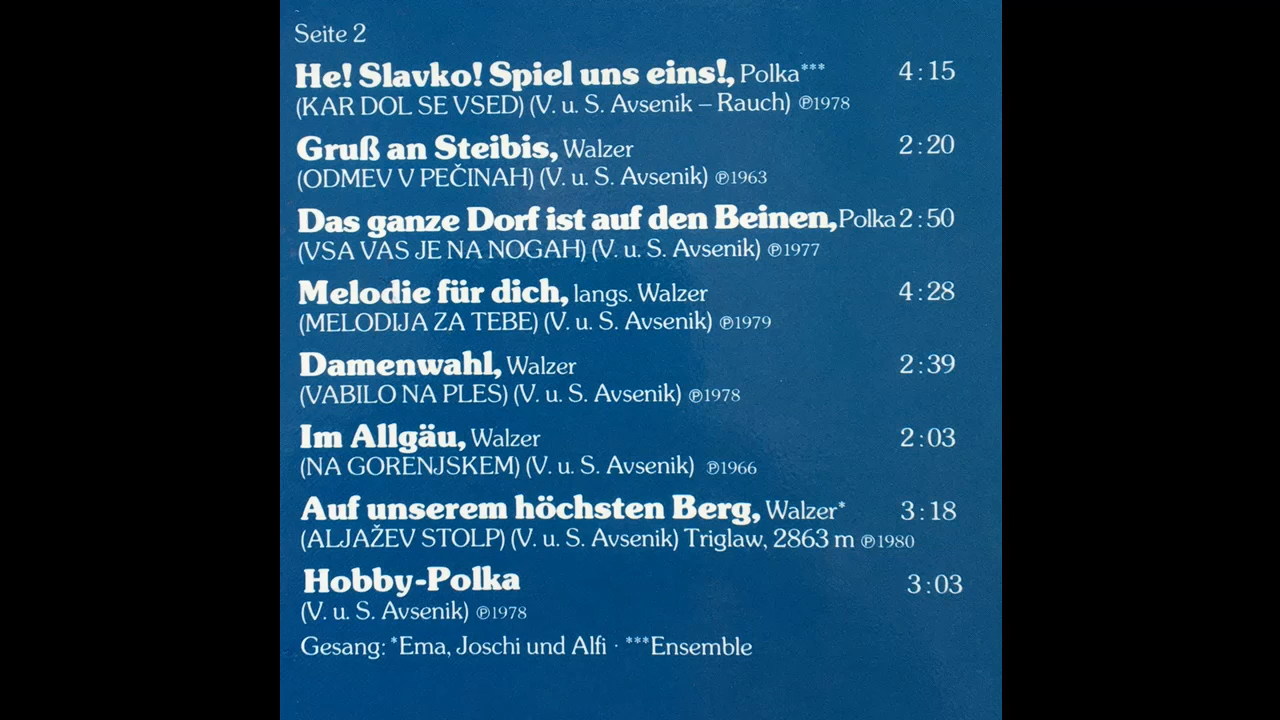 Seite 2
He! Slavko! Spiel uns eins!, Polka*** 4:15
(KAR DOL SE VSED) (V. u. S. Avsenik – Rauch) ℗1978
Gruß an Steibis, Walzer 2:20
(ODMEV V PEČINAH) (V. u. S. Avsenik) ℗1963
Das ganze Dorf ist auf den Beinen, Polka 2:50
(VSA VAS JE NA NOGAH) (V. u. S. Avsenik) ℗1977
Melodie für dich, langs. Walzer 4:28
(MELODIJA ZA TEBE) (V. u. S. Avsenik) ℗1979
Damenwahl, Walzer 2:39
(VABILO NA PLES) (V. u. S. Avsenik) ℗1978
Im Allgäu, Walzer 2:03
(NA GORENJSKEM) (V. u. S. Avsenik) ℗1966
Auf unserem höchsten Berg, Walzer* 3:18
(ALJAŽEV STOLP) (V. u. S. Avsenik) Triglaw, 2863 m ℗1980
Hobby-Polka 3:03
(V. u. S. Avsenik) ℗1978
Gesang: *Ema, Joschi und Alfi · ***Ensemble